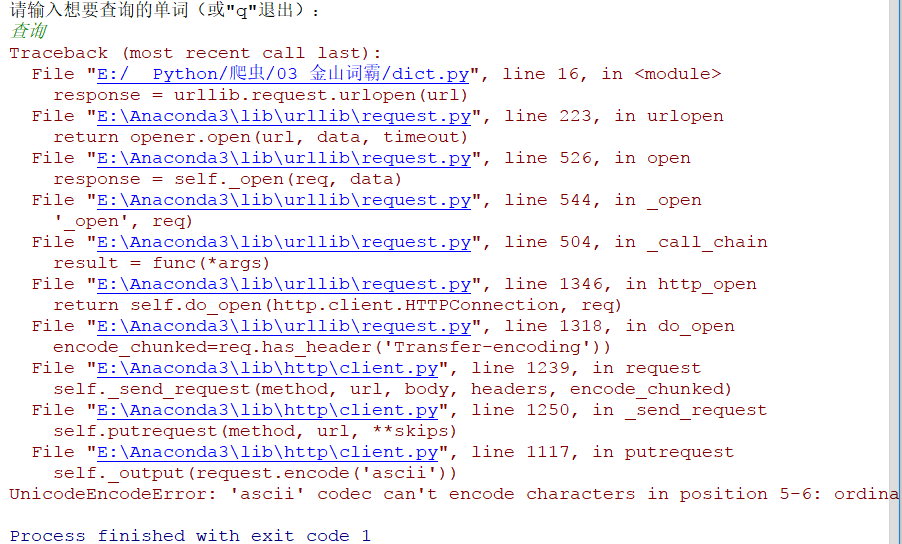 请输入想要查询的单词（或"q"退出）：
查询
Traceback (most recent call last):
  File "E:/__Python/爬虫/03_金山词霸/dict.py", line 16, in <module>
    response = urllib.request.urlopen(url)
  File "E:\Anaconda3\lib\urllib\request.py", line 223, in urlopen
    return opener.open(url, data, timeout)
  File "E:\Anaconda3\lib\urllib\request.py", line 526, in open
    response = self._open(req, data)
  File "E:\Anaconda3\lib\urllib\request.py", line 544, in _open
    '_open', req)
  File "E:\Anaconda3\lib\urllib\request.py", line 504, in _call_chain
    result = func(*args)
  File "E:\Anaconda3\lib\urllib\request.py", line 1346, in http_open
    return self.do_open(http.client.HTTPConnection, req)
  File "E:\Anaconda3\lib\urllib\request.py", line 1318, in do_open
    encode_chunked=req.has_header('Transfer-encoding'))
  File "E:\Anaconda3\lib\http\client.py", line 1239, in request
    self._send_request(method, url, body, headers, encode_chunked)
  File "E:\Anaconda3\lib\http\client.py", line 1250, in _send_request
    self.putrequest(method, url, **skips)
  File "E:\Anaconda3\lib\http\client.py", line 1117, in putrequest
    self._output(request.encode('ascii'))
UnicodeEncodeError: 'ascii' codec can't encode characters in position 5-6: ordina
Process finished with exit code 1